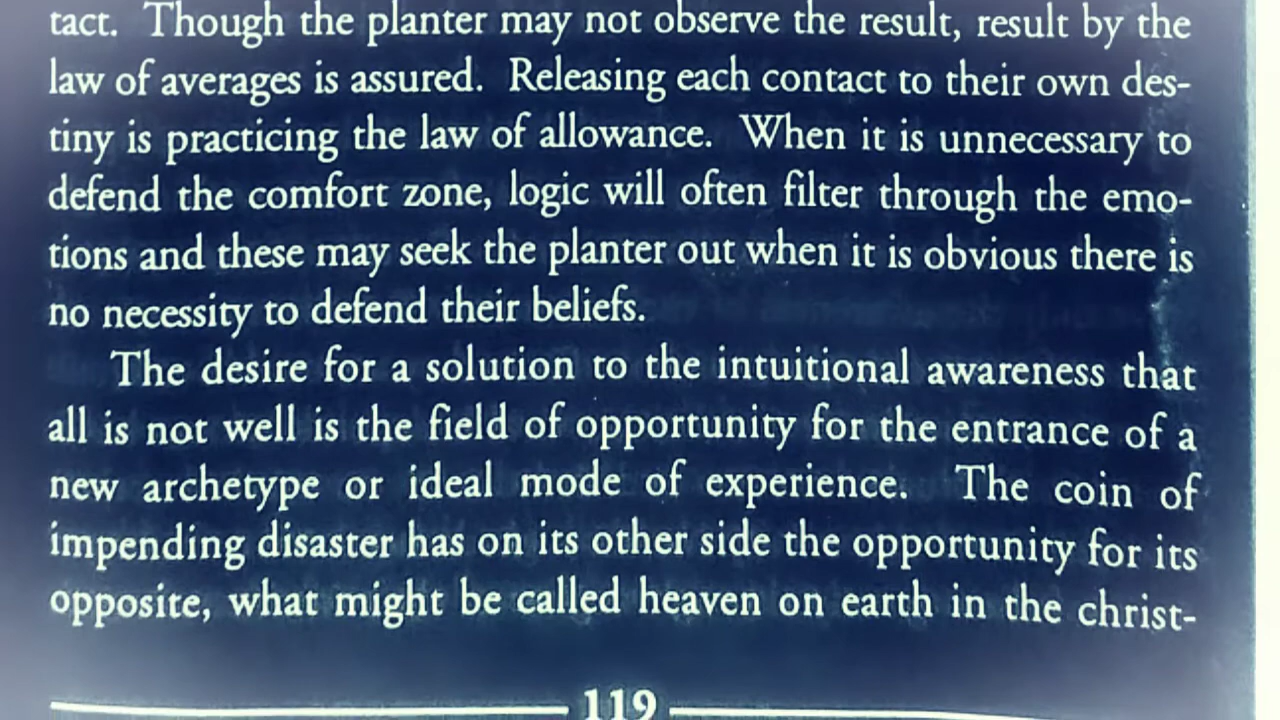 tact. Though the planter may not observe the result, result by the
law of averages is assured. Releasing each contact to their own des-
tiny is practicing the law of allowance. When it is unnecessary to
defend the comfort zone, logic will often filter through the emo-
tions and these may seek the planter out when it is obvious there is
no necessity to defend their beliefs.
The desire for a solution to the intuitional awareness that
all is not well is the field of opportunity for the entrance of a
new archetype or ideal mode of experience. The coin of
impending disaster has on its other side the opportunity for its
opposite, what might be called heaven on earth in the christ-
119